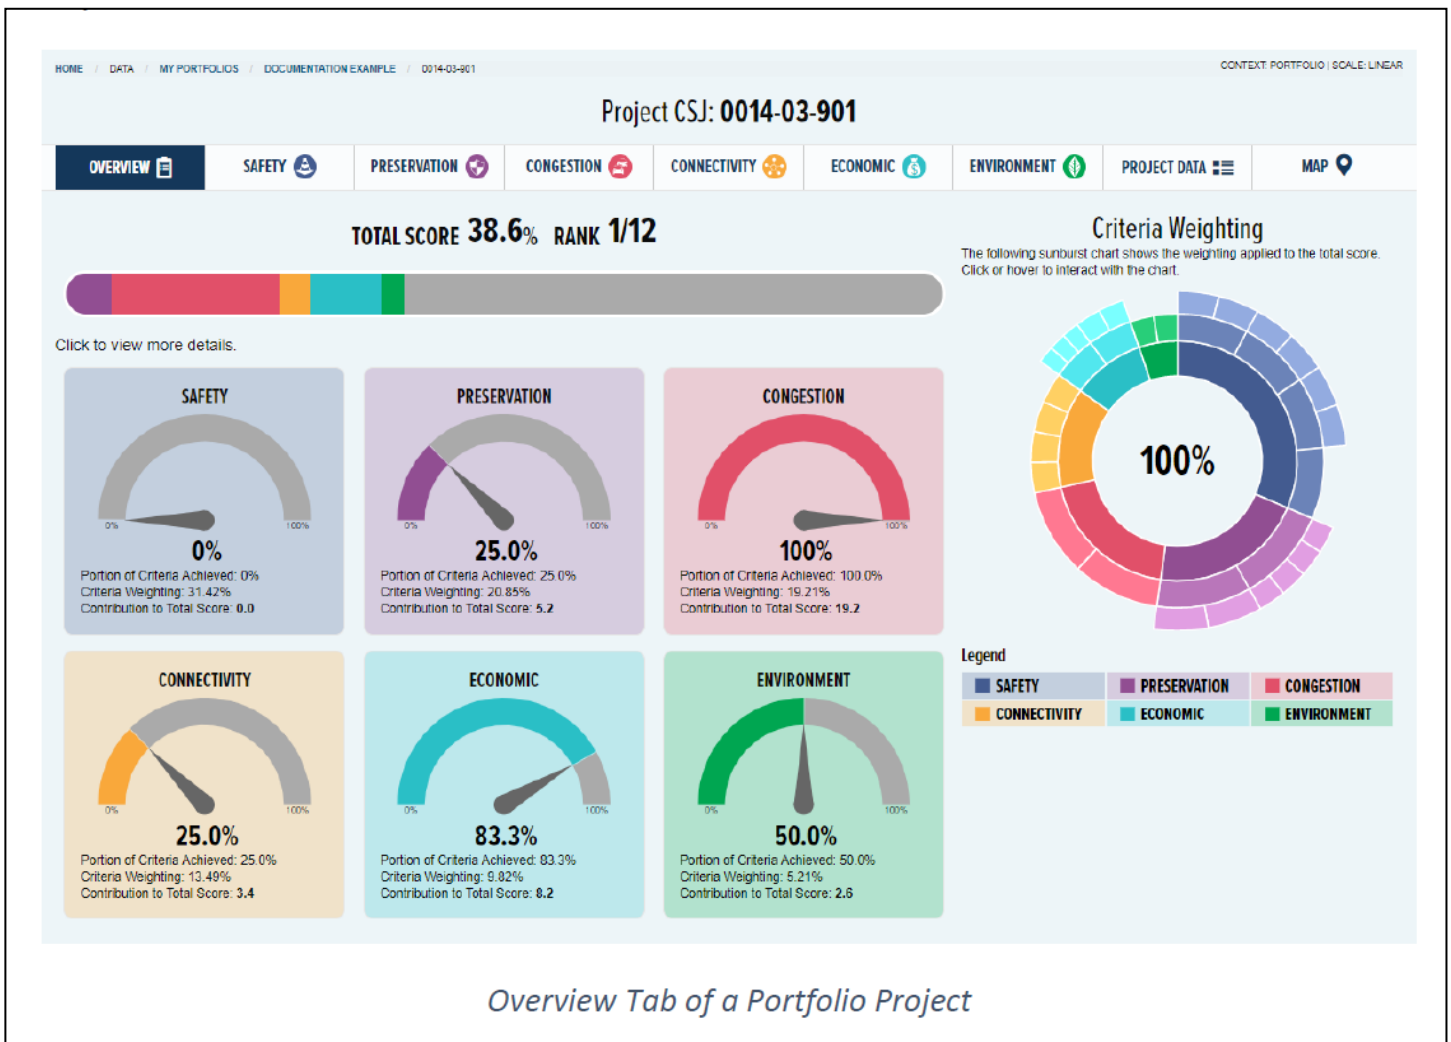 HOME / DATA / MY PORTFOLIOS / DOCUMENTATION EXAMPLE / 0014-03-901
CONTEXT: PORTFOLIO | SCALE: LINEAR
Project CSJ: 0014-03-901
OVERVIEW
SAFETY
PRESERVATION
CONGESTION
CONNECTIVITY
ECONOMIC
ENVIRONMENT
PROJECT DATA
MAP
TOTAL SCORE 38.6% RANK 1/12
Criteria Weighting
The following sunburst chart shows the weighting applied to the total score.
Click or hover to interact with the chart.
100%
Click to view more details.
SAFETY
0% 100%
0%
Portion of Criteria Achieved: 0%
Criteria Weighting: 31.42%
Contribution to Total Score: 0.0
PRESERVATION
0% 100%
25.0%
Portion of Criteria Achieved: 25.0%
Criteria Weighting: 20.85%
Contribution to Total Score: 5.2
CONGESTION
0% 100%
100%
Portion of Criteria Achieved: 100.0%
Criteria Weighting: 19.21%
Contribution to Total Score: 19.2
CONNECTIVITY
0% 100%
25.0%
Portion of Criteria Achieved: 25.0%
Criteria Weighting: 13.49%
Contribution to Total Score: 3.4
ECONOMIC
0% 100%
83.3%
Portion of Criteria Achieved: 83.3%
Criteria Weighting: 9.82%
Contribution to Total Score: 8.2
ENVIRONMENT
0% 100%
50.0%
Portion of Criteria Achieved: 50.0%
Criteria Weighting: 5.21%
Contribution to Total Score: 2.6
Legend
SAFETY PRESERVATION CONGESTION
CONNECTIVITY ECONOMIC ENVIRONMENT
Overview Tab of a Portfolio Project